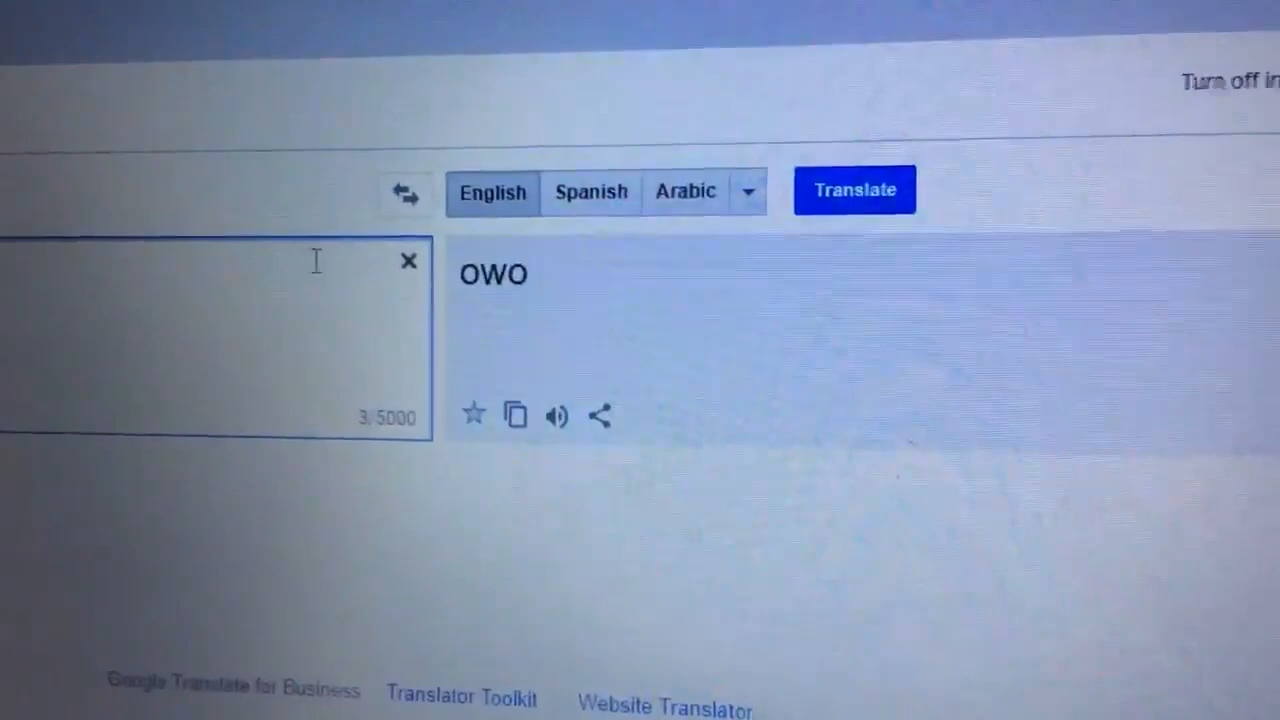 Turn off in
English Spanish Arabic Translate
OWO
3/5000
Google Translate for Business Translator Toolkit Website Translator